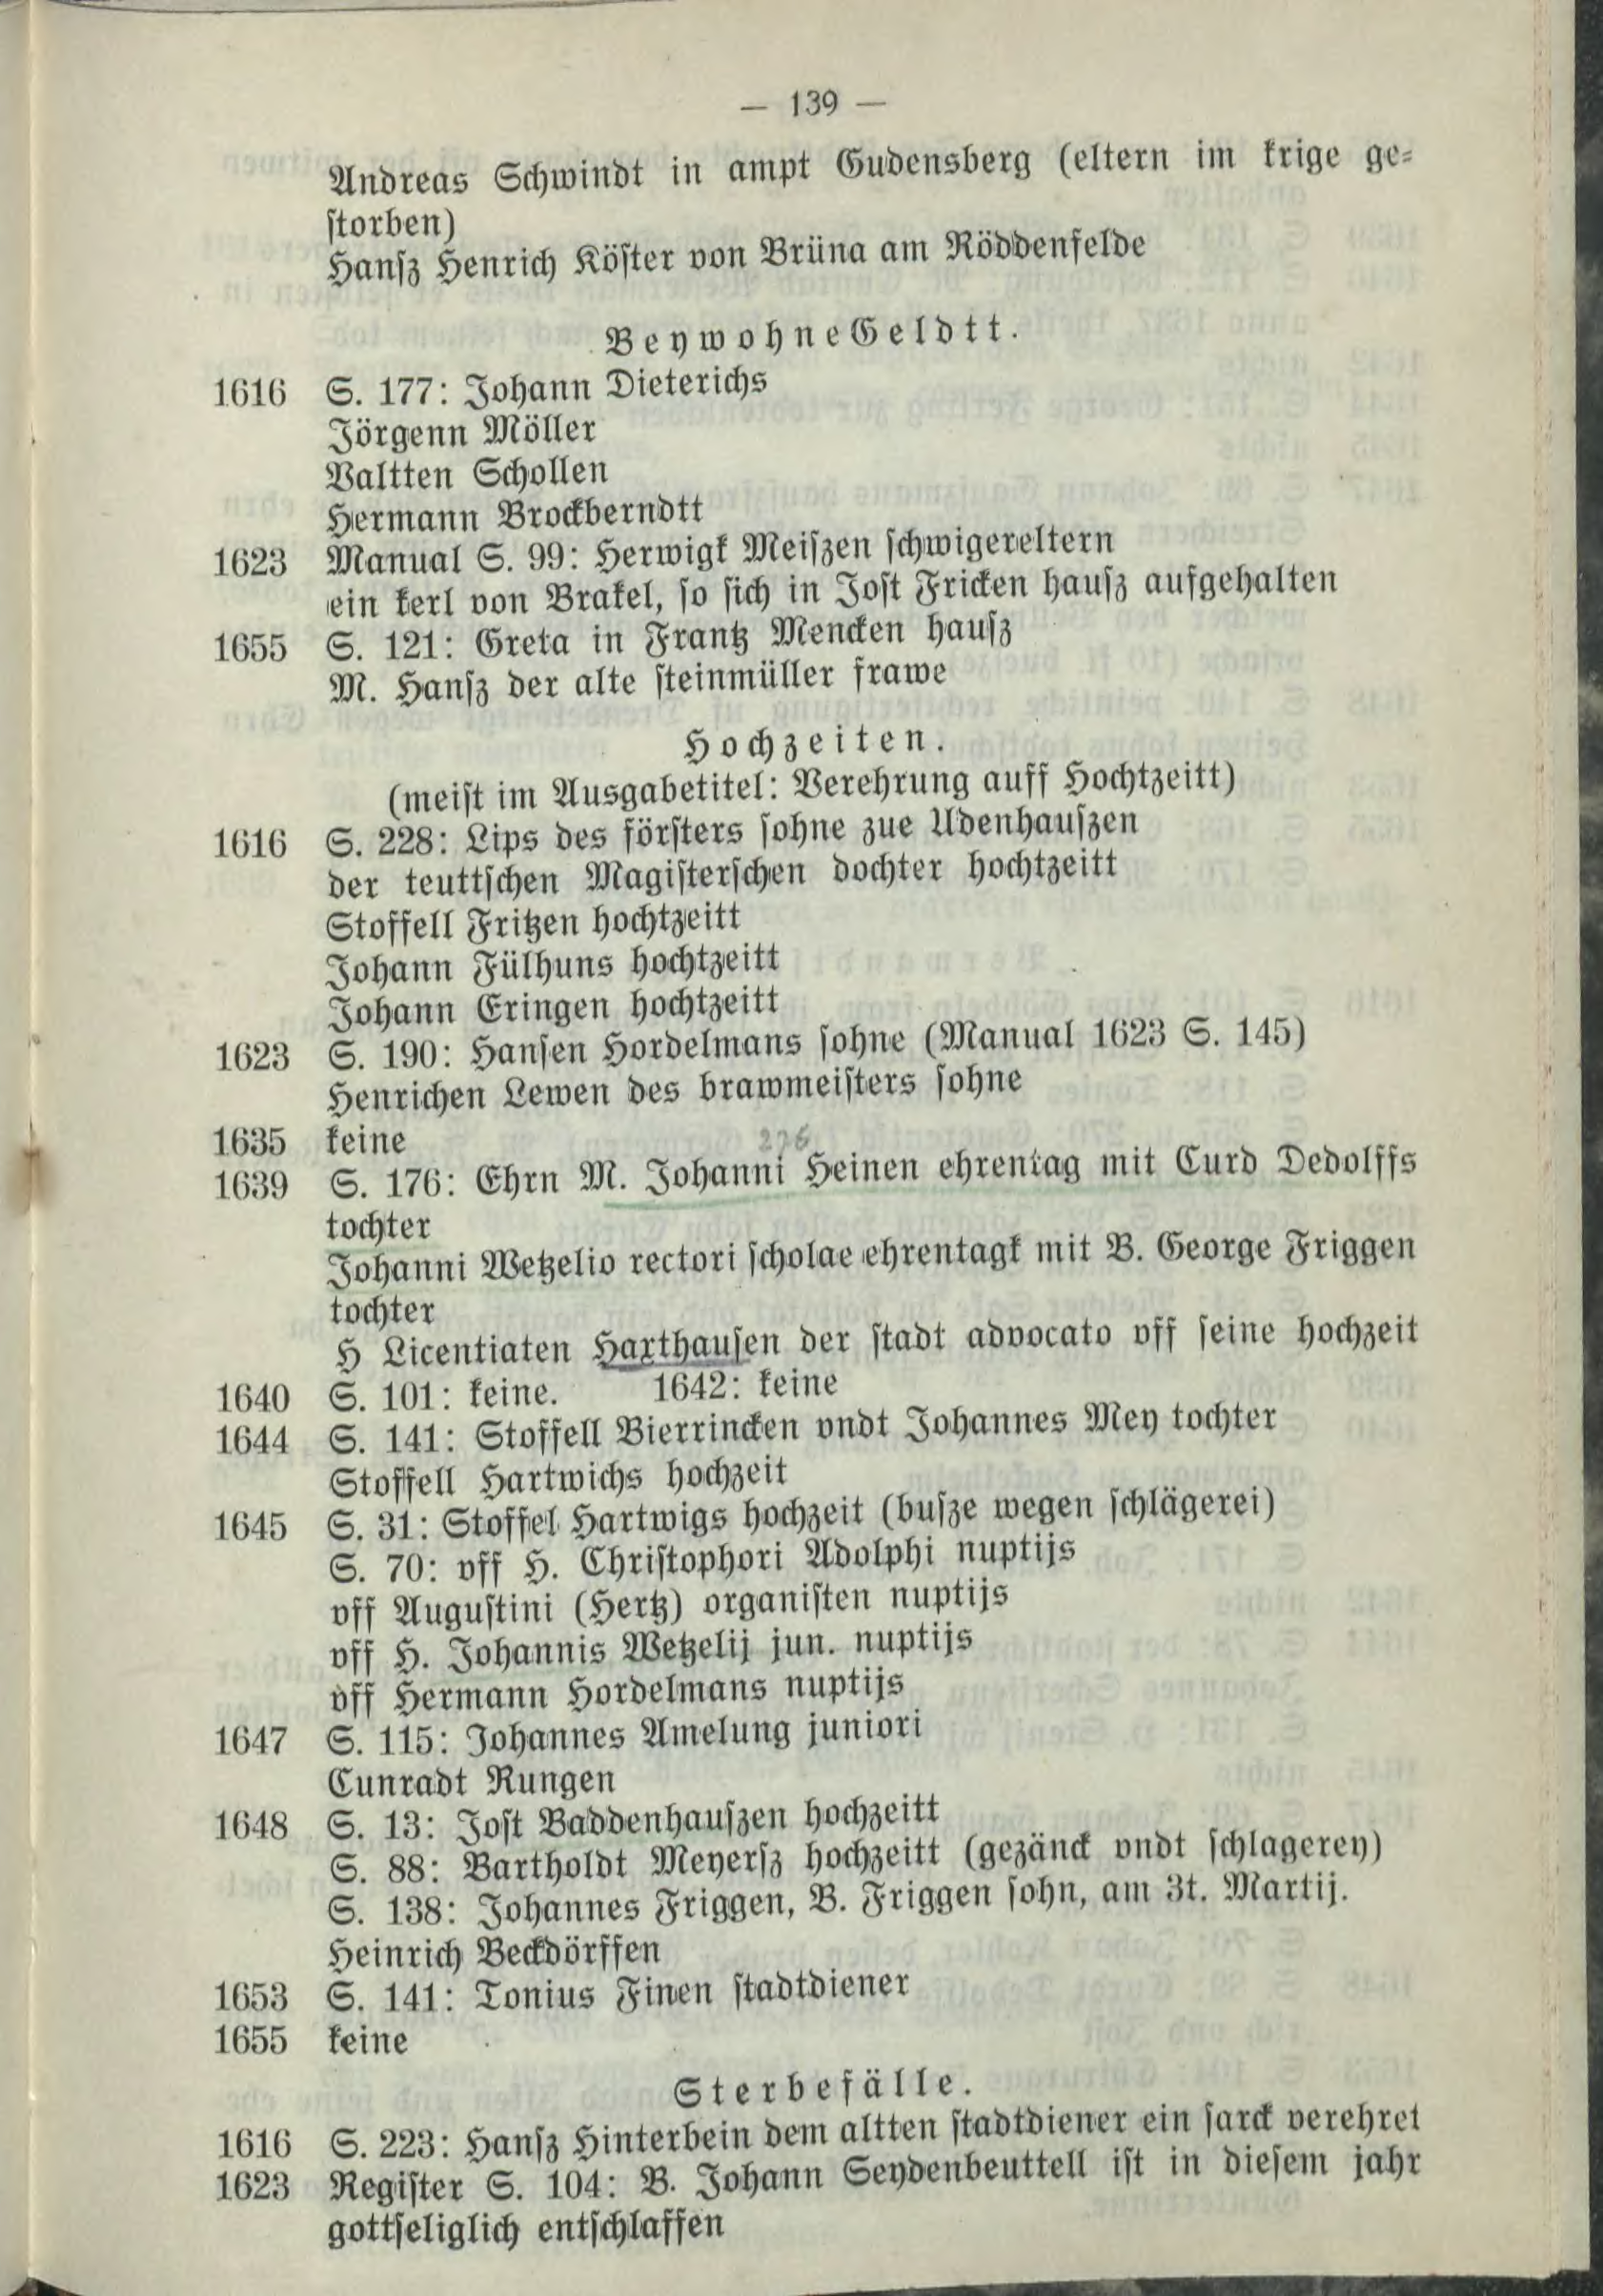 — 139 —
Andreas Schwindt in ampt Gudensberg (eltern im krige ge-
storben)
Hansz Henrich Köster von Brüna am Röddenfelde
BeywohneGeldtt.
1616 S. 177: Johann Dieterichs
Jörgenn Möller
Valtten Schollen
Hermann Brockberndtt
1623 Manual S. 99: Herwigk Meiszen schwigereltern
ein kerl von Brakel, so sich in Jost Fricken hausz aufgehalten
1655 S. 121: Greta in Frantz Mencken hausz
M. Hansz der alte steinmüller frawe
Hochzeiten.
(meist im Ausgabetitel: Verehrung auff Hochtzeitt)
1616 S. 228: Lips des försters sohne zue Udenhauszen
der teuttschen Magisterschen dochter hochtzeitt
Stoffell Fritzen hochtzeitt
Johann Fülhuns hochtzeitt
Johann Eringen hochtzeitt
1623 S. 190: Hansen Hordelmans sohne (Manual 1623 S. 145)
Henrichen Lewen des brawmeisters sohne
1635 keine
276
1639 S. 176: Ehrn M. Johanni Heinen ehrentag mit Curd Dedolffs
tochter
Johanni Wetzelio rectori scholae ehrentagk mit B. George Friggen
tochter
H Licentiaten Harthausen der stadt advocato vff seine hochzeit
1640 S. 101: keine. 1642: keine
1644 S. 141: Stoffell Bierrincken vndt Johannes Mey tochter
Stoffell Hartwichs hochzeit
1645 S. 31: Stoffel Hartwigs hochzeit (busze wegen schlägerei)
S. 70: vff H. Christophori Adolphi nuptijs
vff Augustini (Hertz) organisten nuptijs
vff H. Johannis Wetzelij jun. nuptijs
vff Hermann Hordelmans nuptijs
1647 S. 115: Johannes Amelung juniori
Cunradt Rungen
1648 S. 13: Jost Baddenhauszen hochzeitt
S. 88: Bartholdt Meyersz hochzeitt (gezänck vndt schlagerey)
S. 138: Johannes Friggen, B. Friggen sohn, am 3t. Martij.
Heinrich Beckdörffen
1653 S. 141: Tonius Finen stadtdiener
1655 keine
Sterbefälle.
1616 S. 223: Hansz Hinterbein dem altten stadtdiener ein sarck verehret
1623 Register S. 104: B. Johann Seydenbeuttell ist in diesem jahr
gottseliglich entschlaffen